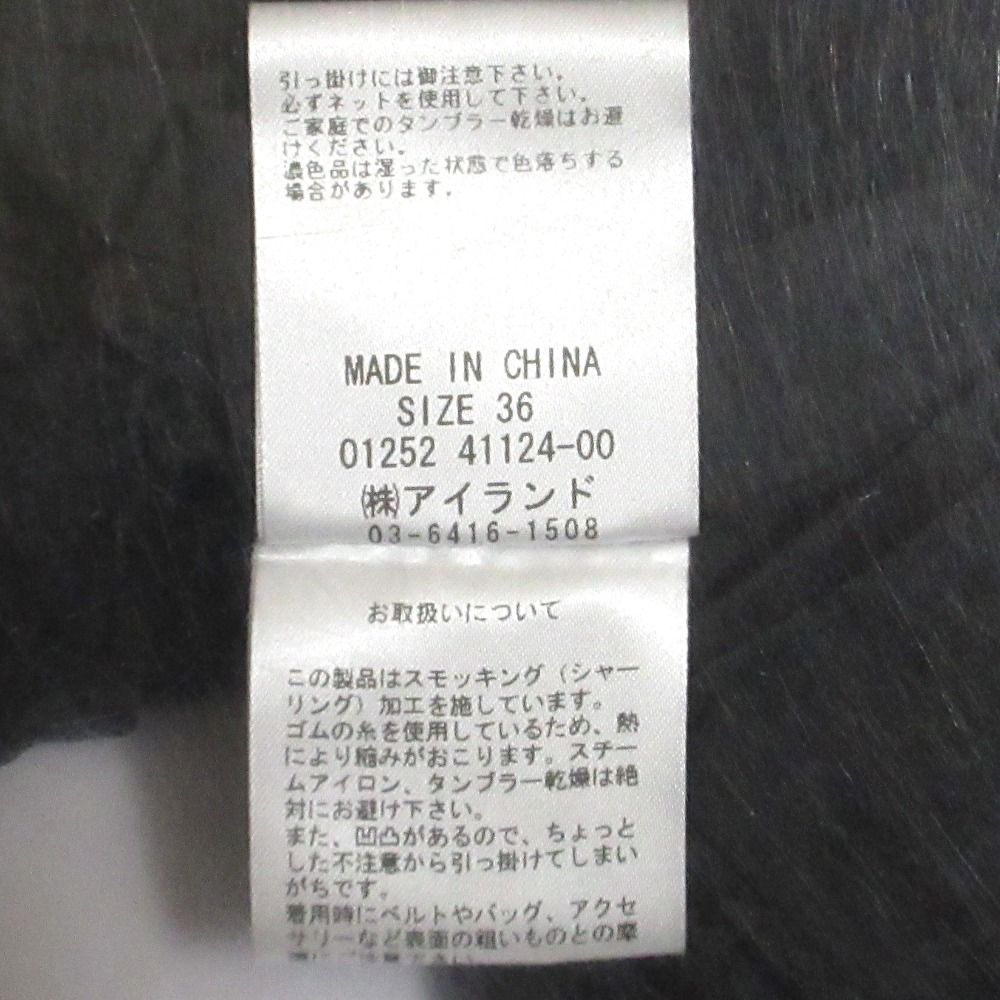 引っ掛けには御注意下さい。
必ずネットを使用して下さい。
ご家庭でのタンブラー乾燥はお避
けください。
濃色品は湿った状態で色落ちする
場合があります。
MADE IN CHINA
SIZE 36
01252 41124-00
㈱アイランド
03-6416-1508
お取扱いについて
この製品はスモッキング（シャー
リング）加工を施しています。
ゴムの糸を使用しているため、熱
により縮みがおこります。スチー
ムアイロン、タンブラー乾燥は絶
対にお避け下さい。
また、凹凸があるので、ちょっと
した不注意から引っ掛けてしまい
がちです。
着用時にベルトやバッグ、アクセ
サリーなど表面の粗いものとの摩